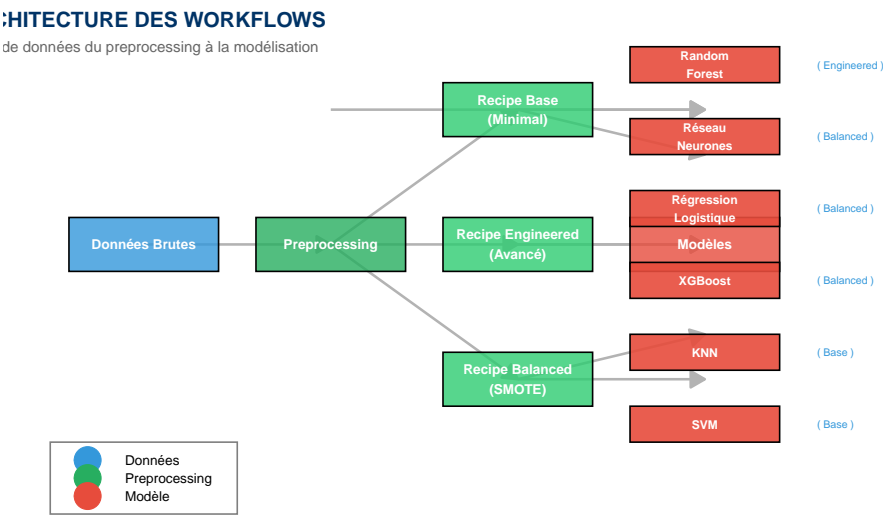 CHITECTURE DES WORKFLOWS
de données du preprocessing à la modélisation
Random
Forest
( Engineered )
Recipe Base
(Minimal)
Réseau
Neurones
( Balanced )
Régression
Logistique
( Balanced )
Données Brutes
Preprocessing
Recipe Engineered
(Avancé)
Modèles
XGBoost
( Balanced )
KNN
( Base )
Recipe Balanced
(SMOTE)
SVM
( Base )
Données
Preprocessing
Modèle